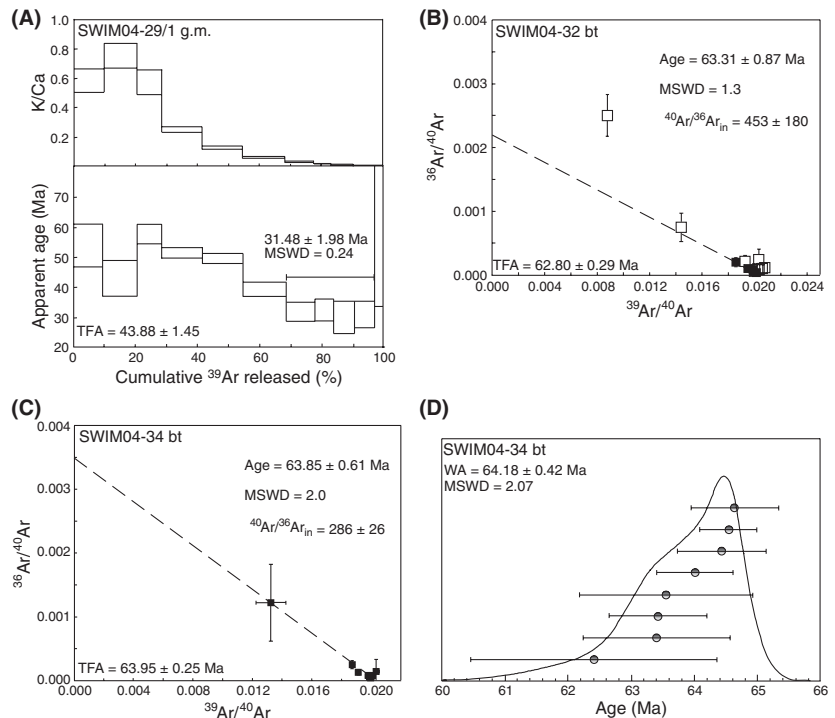 (A)
SWIM04-29/1 g.m.
K/Ca
1.0
0.8
0.6
0.4
0.2
Apparent age (Ma)
70
60
50
40
30
20
31.48 ± 1.98 Ma
MSWD = 0.24
TFA = 43.88 ± 1.45
0 20 40 60 80 100
Cumulative ³⁹Ar released (%)
(B)
SWIM04-32 bt
Age = 63.31 ± 0.87 Ma
MSWD = 1.3
⁴⁰Ar/³⁶Ar_in = 453 ± 180
³⁶Ar/⁴⁰Ar
0.004
0.003
0.002
0.001
0.000
TFA = 62.80 ± 0.29 Ma
0.000 0.004 0.008 0.012 0.016 0.020 0.024
³⁹Ar/⁴⁰Ar
(C)
SWIM04-34 bt
Age = 63.85 ± 0.61 Ma
MSWD = 2.0
⁴⁰Ar/³⁶Ar_in = 286 ± 26
³⁶Ar/⁴⁰Ar
0.004
0.003
0.002
0.001
0.000
TFA = 63.95 ± 0.25 Ma
0.000 0.004 0.008 0.012 0.016 0.020
³⁹Ar/⁴⁰Ar
(D)
SWIM04-34 bt
WA = 64.18 ± 0.42 Ma
MSWD = 2.07
60 61 62 63 64 65 66
Age (Ma)